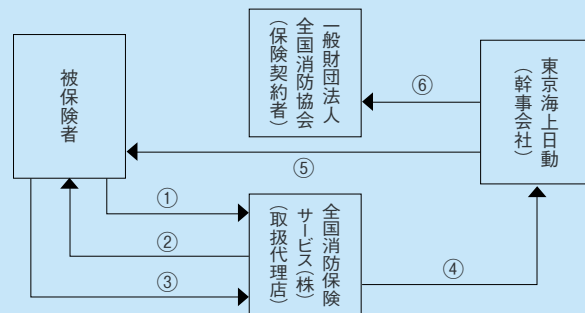 被保険者
一般財団法人
全国消防協会
(保険契約者)
東京海上日動
(幹事会社)
⑥
⑤
①
②
③
全国消防保険
サービス(株)
(取扱代理店)
④